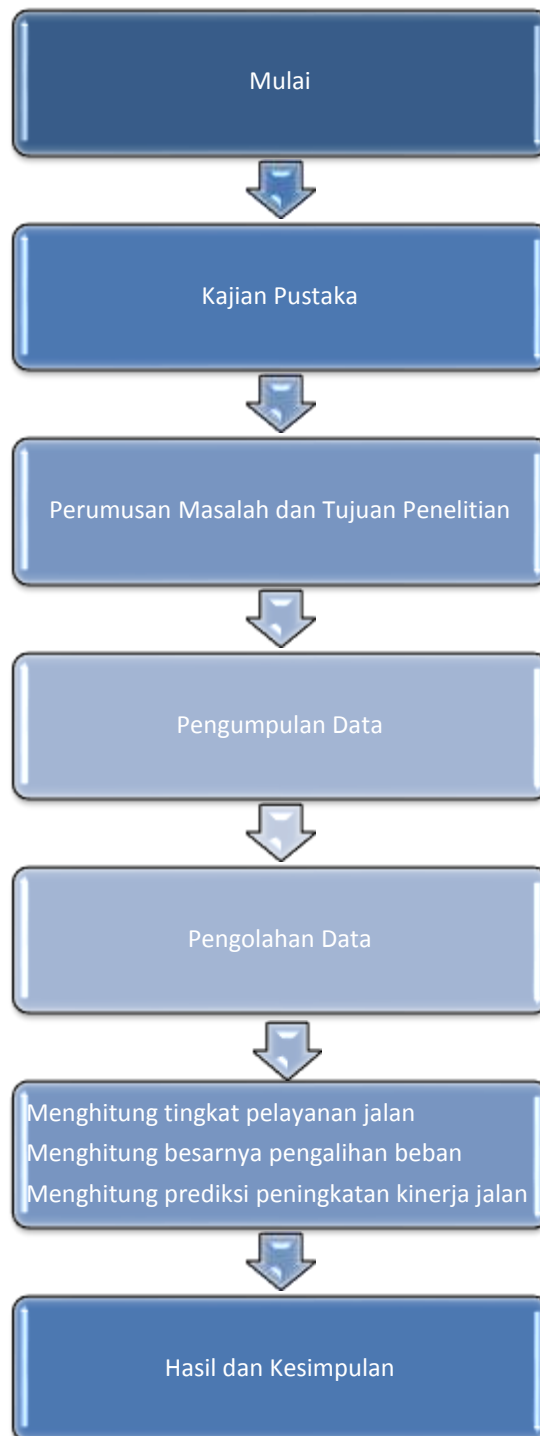 Mulai
Kajian Pustaka
Perumusan Masalah dan Tujuan Penelitian
Pengumpulan Data
Pengolahan Data
Menghitung tingkat pelayanan jalan
Menghitung besarnya pengalihan beban
Menghitung prediksi peningkatan kinerja jalan
Hasil dan Kesimpulan